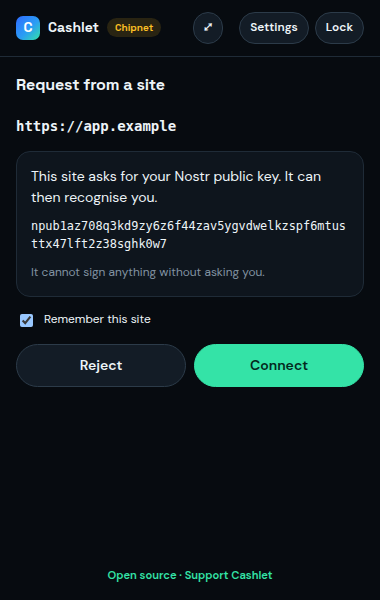 C Cashlet Chipnet Settings Lock
Request from a site
https://app.example
This site asks for your Nostr public key. It can
then recognise you.
npub1az708q3kd9zy6z6f44zav5ygvdwelkzspf6mtus
ttx47lft2z38sghk0w7
It cannot sign anything without asking you.
Remember this site
Reject Connect
Open source · Support Cashlet